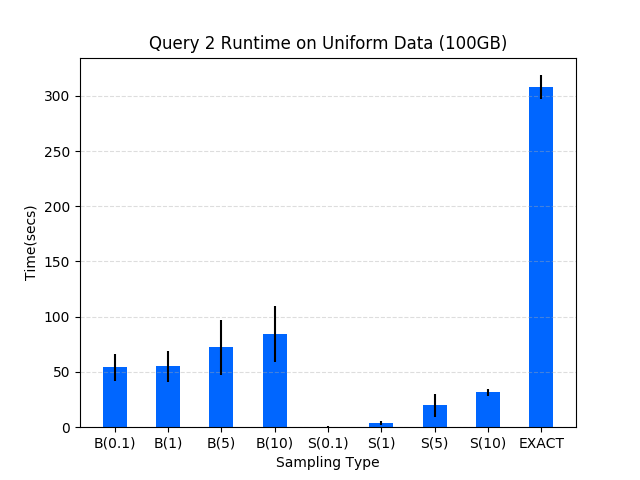 Query 2 Runtime on Uniform Data (100GB)
300
250
200
150
100
50
0
Time(secs)
B(0.1) B(1) B(5) B(10) S(0.1) S(1) S(5) S(10) EXACT
Sampling Type